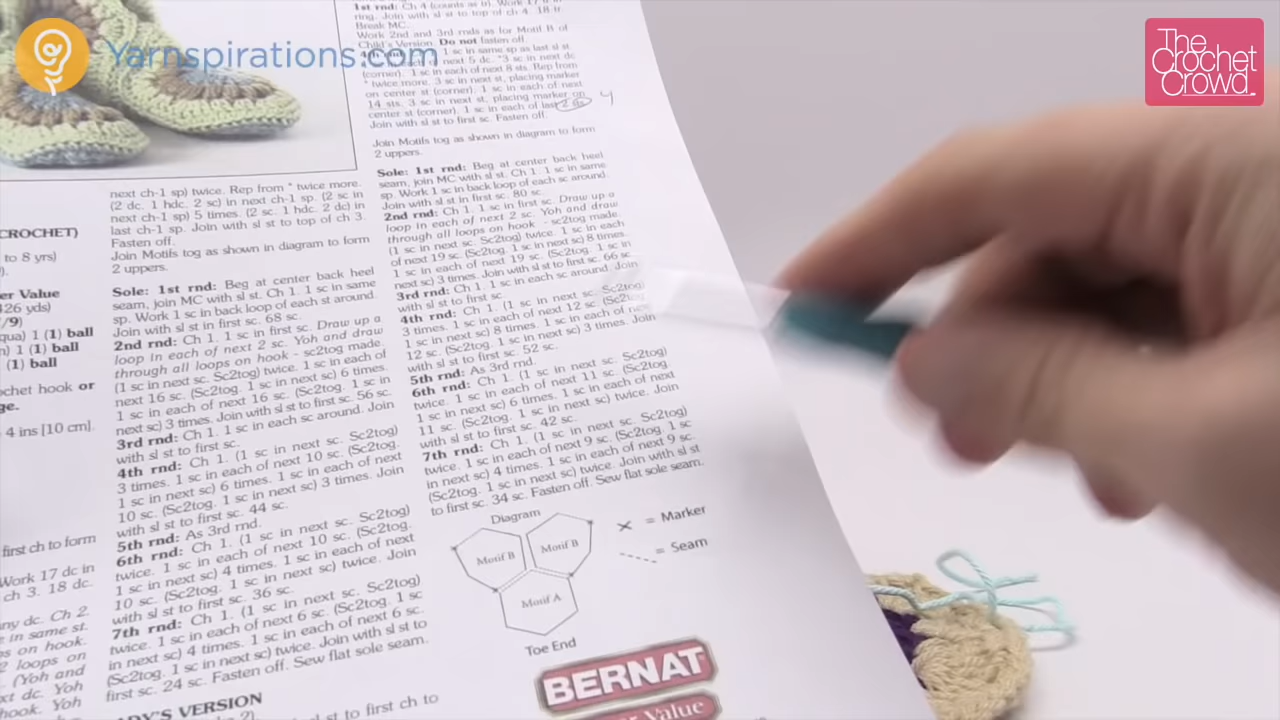 Yarnspirations.com
The
Crochet
Crowd
CROCHET)
to 8 yrs)
er Value
426 yds)
/9)
qua) 1 (1) ball
) 1 (1) ball
(1) ball
ochet hook or
ge.
4 ins [10 cm].
first ch to form
Work 17 dc in
ch 3. 18 dc.
ny dc. Ch 2.
in same st.
s on hook.
2 loops on
(Yoh and
xt dc. Yoh
hook. Yoh
next ch-1 sp) twice. Rep from * twice more.
(2 dc. 1 hdc. 2 sc) in next ch-1 sp. (2 sc in
next ch-1 sp) 5 times. (2 sc. 1 hdc. 2 dc) in
last ch-1 sp. Join with sl st to top of ch 3.
Fasten off.
Join Motifs tog as shown in diagram to form
2 uppers.
Sole: 1st rnd: Beg at center back heel
seam, join MC with sl st. Ch 1. 1 sc in same
sp. Work 1 sc in back loop of each st around.
Join with sl st in first sc. 68 sc.
2nd rnd: Ch 1. 1 sc in first sc. Draw up a
loop in each of next 2 sc. Yoh and draw
through all loops on hook - sc2tog made.
(1 sc in next sc. Sc2tog) twice. 1 sc in each of
next 16 sc. (Sc2tog. 1 sc in next sc) 6 times.
1 sc in each of next 16 sc. (Sc2tog. 1 sc in
next sc) 3 times. Join with sl st to first sc. 56 sc.
3rd rnd: Ch 1. 1 sc in each sc around. Join
with sl st to first sc.
4th rnd: Ch 1. (1 sc in next sc. Sc2tog)
3 times. 1 sc in each of next 10 sc. (Sc2tog.
1 sc in next sc) 6 times. 1 sc in each of next
10 sc. (Sc2tog. 1 sc in next sc) 3 times. Join
with sl st to first sc. 44 sc.
5th rnd: As 3rd rnd.
6th rnd: Ch 1. (1 sc in next sc. Sc2tog)
twice. 1 sc in each of next 10 sc. (Sc2tog.
1 sc in next sc) 4 times. 1 sc in each of next
10 sc. (Sc2tog. 1 sc in next sc) twice. Join
with sl st to first sc. 36 sc.
7th rnd: Ch 1. (1 sc in next sc. Sc2tog)
twice. 1 sc in each of next 6 sc. (Sc2tog. 1 sc
in next sc) 4 times. 1 sc in each of next 6 sc.
(Sc2tog. 1 sc in next sc) twice. Join with sl st to
first sc. 24 sc. Fasten off. Sew flat sole seam.
ADY'S VERSION
sl st to first ch to
1st rnd: Ch 4 (counts as tr). Work 17 tr in
ring. Join with sl st to top of ch 4. 18 tr.
Break MC.
Work 2nd and 3rd rnds as for Motif B of
Child's Version. Do not fasten off.
1 sc in same sp as last sl st.
each of next 5 dc. *3 sc in next dc
(corner). 1 sc in each of next 8 sts. Rep from
* twice more. 3 sc in next st, placing marker
on center st (corner). 1 sc in each of next
14 sts. 3 sc in next st, placing marker on
center st (corner). 1 sc in each of last 2 dc. 4
Join with sl st to first sc. Fasten off.
Join Motifs tog as shown in diagram to form
2 uppers.
Sole: 1st rnd: Beg at center back heel
seam, join MC with sl st. Ch 1. 1 sc in same
sp. Work 1 sc in back loop of each sc around.
Join with sl st in first sc. 80 sc.
2nd rnd: Ch 1. 1 sc in first sc. Draw up a
loop in each of next 2 sc. Yoh and draw
through all loops on hook - sc2tog made.
(1 sc in next sc. Sc2tog) twice. 1 sc in each
of next 19 sc. (Sc2tog. 1 sc in next sc) 8 times.
1 sc in each of next 19 sc. (Sc2tog. 1 sc in
next sc) 3 times. Join with sl st to first sc. 66 sc.
3rd rnd: Ch 1. 1 sc in each sc around. Join
with sl st to first sc.
4th rnd: Ch 1. (1 sc in next sc. Sc2tog)
3 times. 1 sc in each of next 12 sc. (Sc2tog.
1 sc in next sc) 8 times. 1 sc in each of next
12 sc. (Sc2tog. 1 sc in next sc) 3 times. Join
with sl st to first sc. 52 sc.
5th rnd: As 3rd rnd.
6th rnd: Ch 1. (1 sc in next sc. Sc2tog)
twice. 1 sc in each of next 11 sc. (Sc2tog.
1 sc in next sc) 6 times. 1 sc in each of next
11 sc. (Sc2tog. 1 sc in next sc) twice. Join
with sl st to first sc. 42 sc.
7th rnd: Ch 1. (1 sc in next sc. Sc2tog)
twice. 1 sc in each of next 9 sc. (Sc2tog. 1 sc
in next sc) 4 times. 1 sc in each of next 9 sc.
(Sc2tog. 1 sc in next sc) twice. Join with sl st
to first sc. 34 sc. Fasten off. Sew flat sole seam.
Diagram
Motif B
Motif B
Motif A
Toe End
= Marker
= Seam
BERNAT
Value